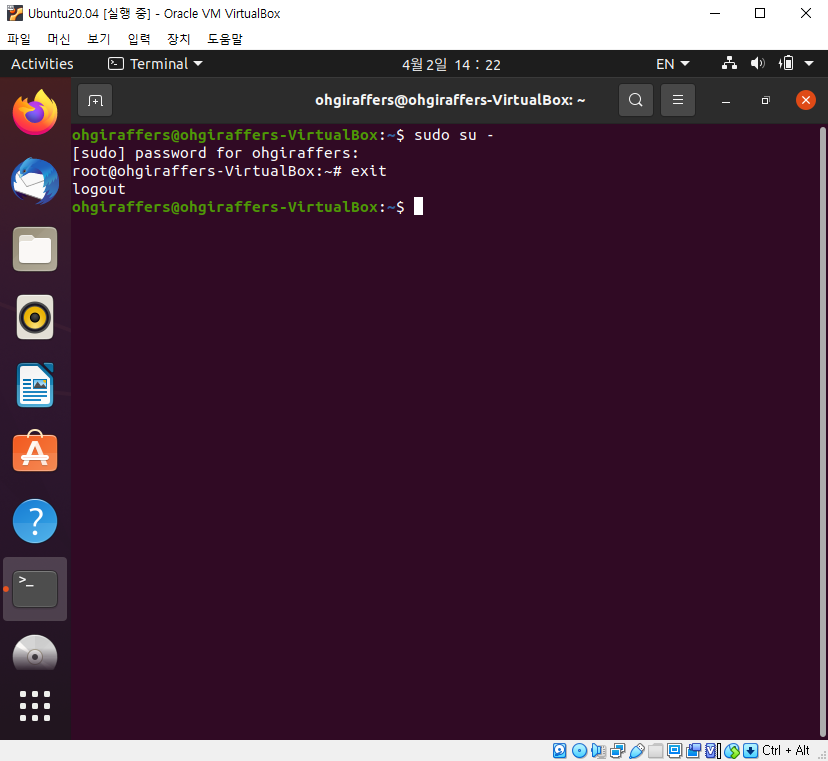 Ubuntu20.04 [실행 중] - Oracle VM VirtualBox
파일 머신 보기 입력 장치 도움말
Activities Terminal 4월 2일 14 : 22 EN
ohgiraffers@ohgiraffers-VirtualBox: ~
ohgiraffers@ohgiraffers-VirtualBox:~$ sudo su -
[sudo] password for ohgiraffers:
root@ohgiraffers-VirtualBox:~# exit
logout
ohgiraffers@ohgiraffers-VirtualBox:~$
Ctrl + Alt